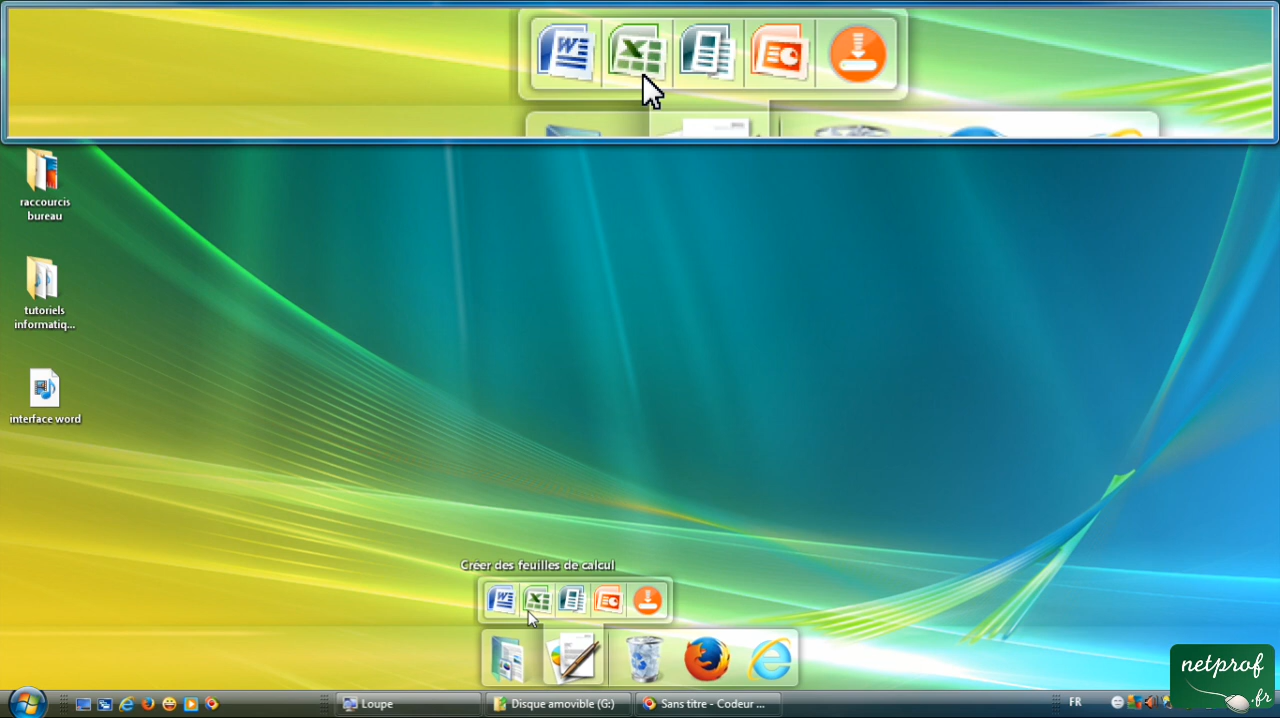 raccourcis
bureau
tutoriels
informatiq...
interface word
Créer des feuilles de calcul
Loupe
Disque amovible (G:)
Sans titre - Codeur ...
FR
netprof
.fr